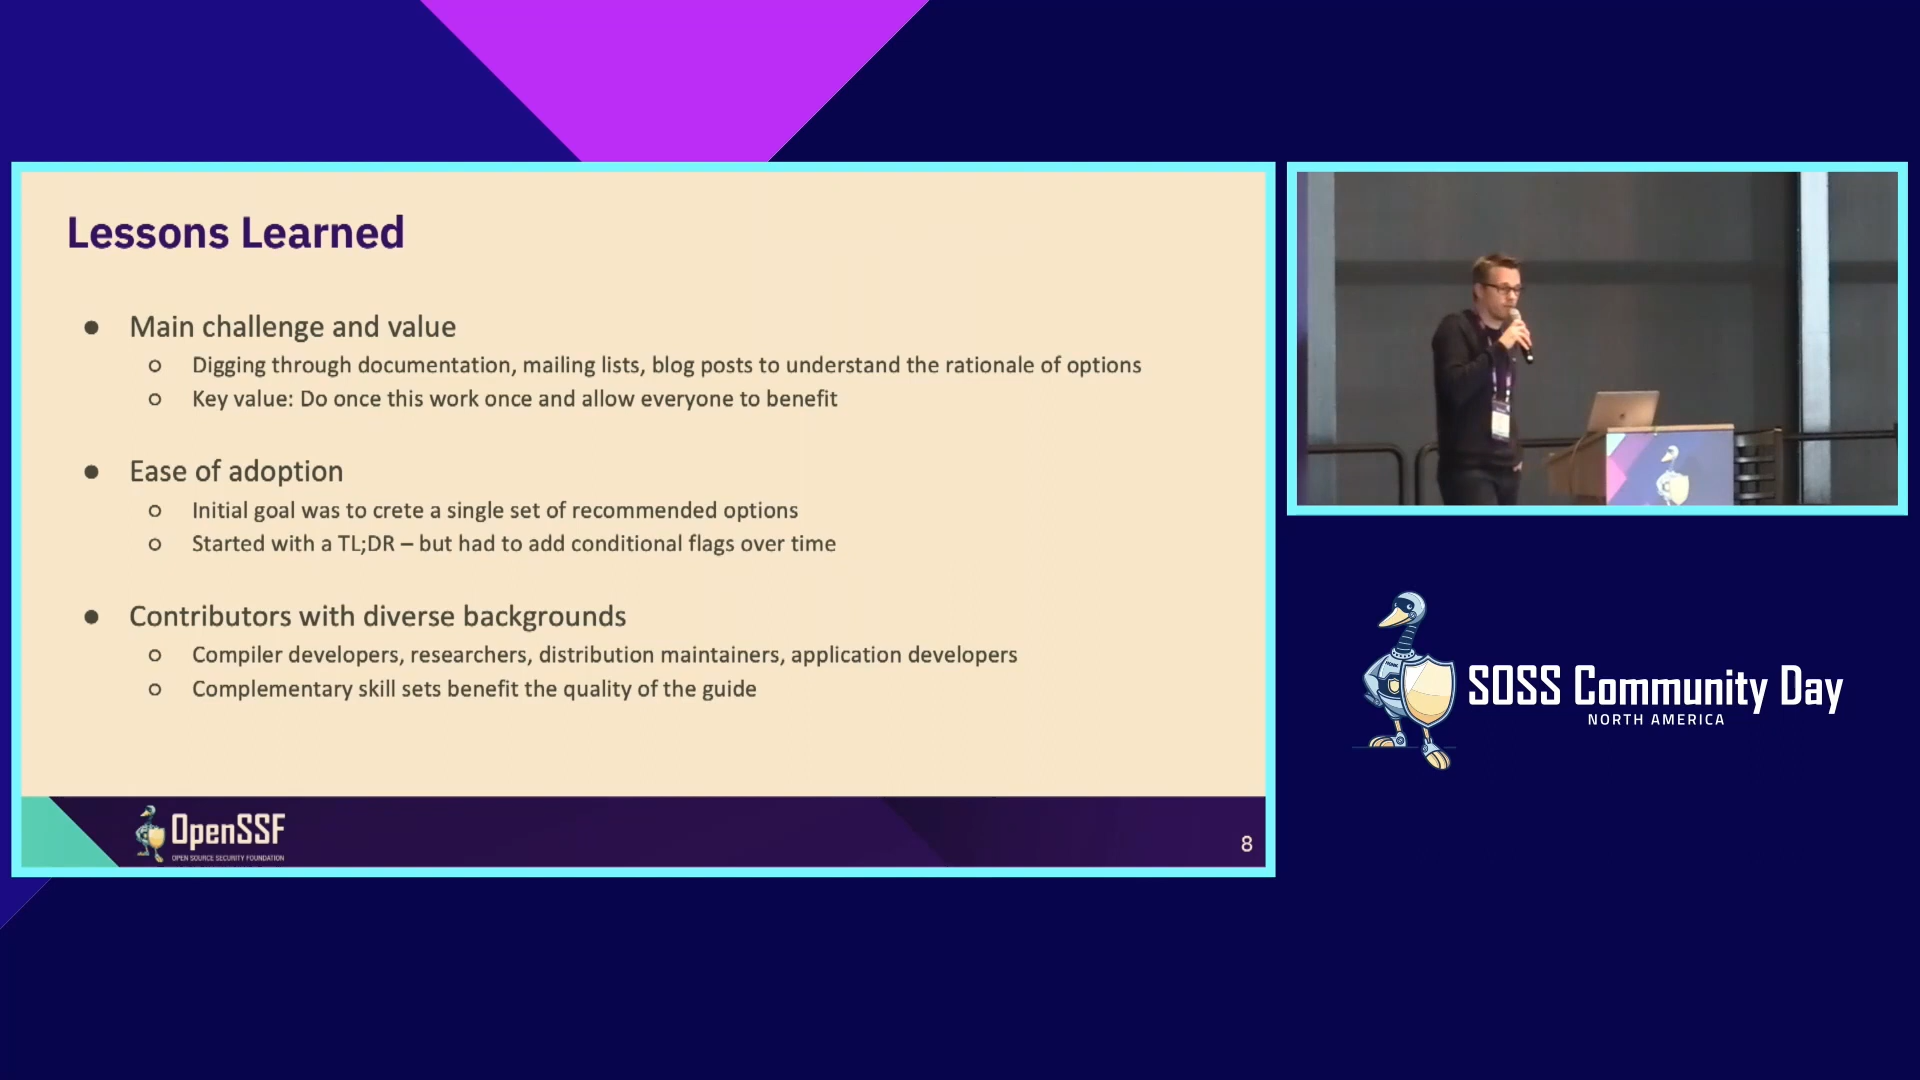 Lessons Learned
● Main challenge and value
○ Digging through documentation, mailing lists, blog posts to understand the rationale of options
○ Key value: Do once this work once and allow everyone to benefit
● Ease of adoption
○ Initial goal was to crete a single set of recommended options
○ Started with a TL;DR – but had to add conditional flags over time
● Contributors with diverse backgrounds
○ Compiler developers, researchers, distribution maintainers, application developers
○ Complementary skill sets benefit the quality of the guide
OpenSSF
OPEN SOURCE SECURITY FOUNDATION
8
SOSS Community Day
NORTH AMERICA